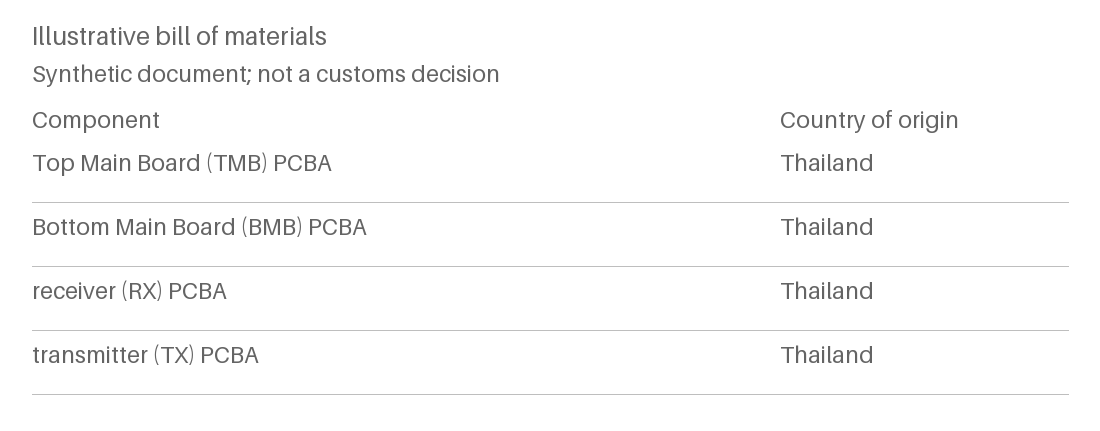 Illustrative bill of materials
Synthetic document; not a customs decision
Component Country of origin
Top Main Board (TMB) PCBA Thailand
Bottom Main Board (BMB) PCBA Thailand
receiver (RX) PCBA Thailand
transmitter (TX) PCBA Thailand